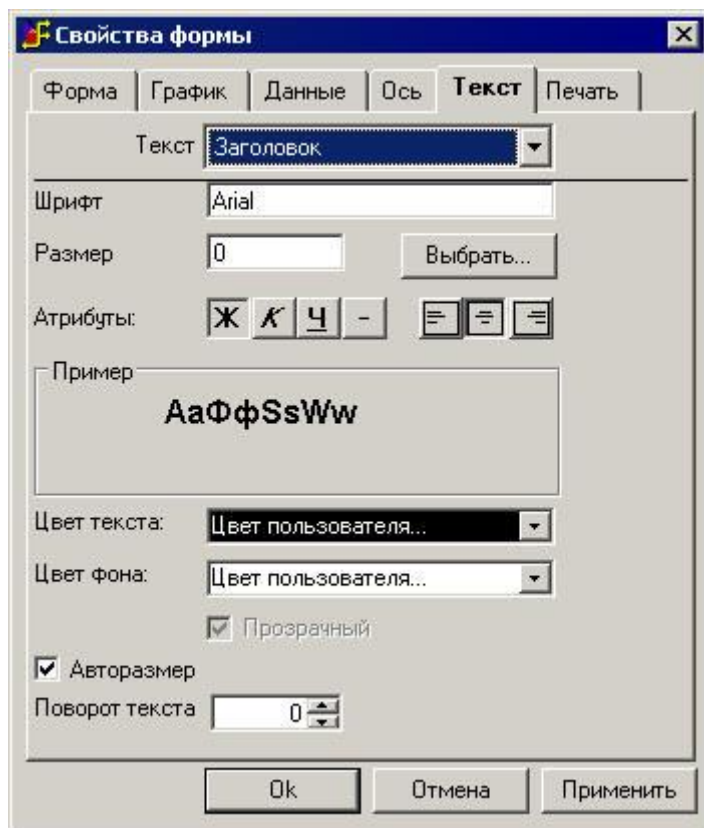 Свойства формы
Форма График Данные Ось Текст Печать
Текст Заголовок
Шрифт Arial
Размер 0 Выбрать...
Атрибуты: Ж К Ч -
Пример
АаФфSsWw
Цвет текста: Цвет пользователя...
Цвет фона: Цвет пользователя...
Прозрачный
Авторазмер
Поворот текста 0
Ok Отмена Применить